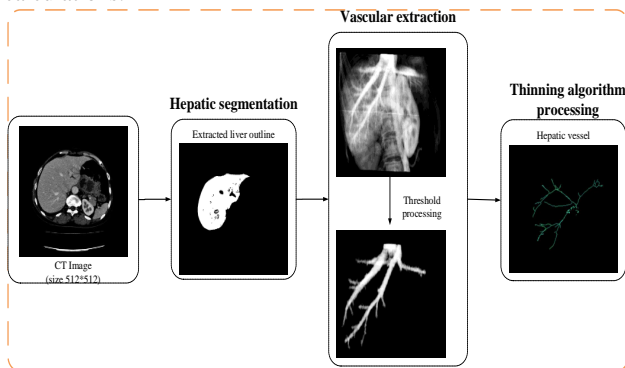 Vascular extraction
Hepatic segmentation
Thinning algorithm
processing
Extracted liver outline
Hepatic vessel
Threshold
processing
CT Image
(size 512*512)